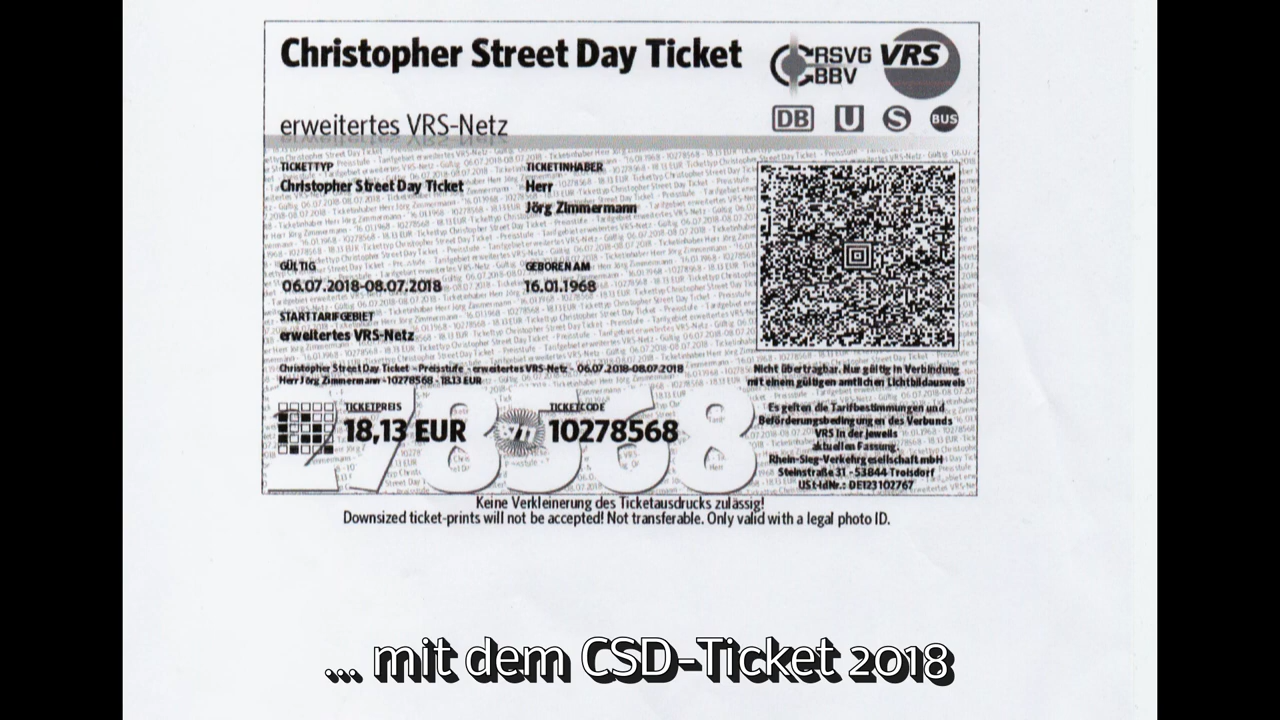 Christopher Street Day Ticket
RSVG
BBV
VRS
erweitertes VRS-Netz
DB U S BUS
TICKETTYP
Christopher Street Day Ticket
TICKETINHABER
Herr
Jörg Zimmermann
GÜLTIG
06.07.2018-08.07.2018
GEBOREN AM
16.01.1968
STARTTARIFGEBIET
erweitertes VRS-Netz
Christopher Street Day Ticket - Preisstufe - erweitertes VRS-Netz - 06.07.2018-08.07.2018
Herr Jörg Zimmermann - 10278568 - 18.13 EUR
Nicht übertragbar. Nur gültig in Verbindung
mit einem gültigen amtlichen Lichtbildausweis
TICKETPREIS
18,13 EUR
TICKETCODE
10278568
78568
Es gelten die Tarifbestimmungen und
Beförderungsbedingungen des Verbunds
VRS in der jeweils
aktuellen Fassung.
Rhein-Sieg-Verkehrgesellschaft mbH
Steinstraße 31 - 53844 Troisdorf
USt-IdNr.: DE123102767
Keine Verkleinerung des Ticketausdrucks zulässig!
Downsized ticket-prints will not be accepted! Not transferable. Only valid with a legal photo ID.
... mit dem CSD-Ticket 2018